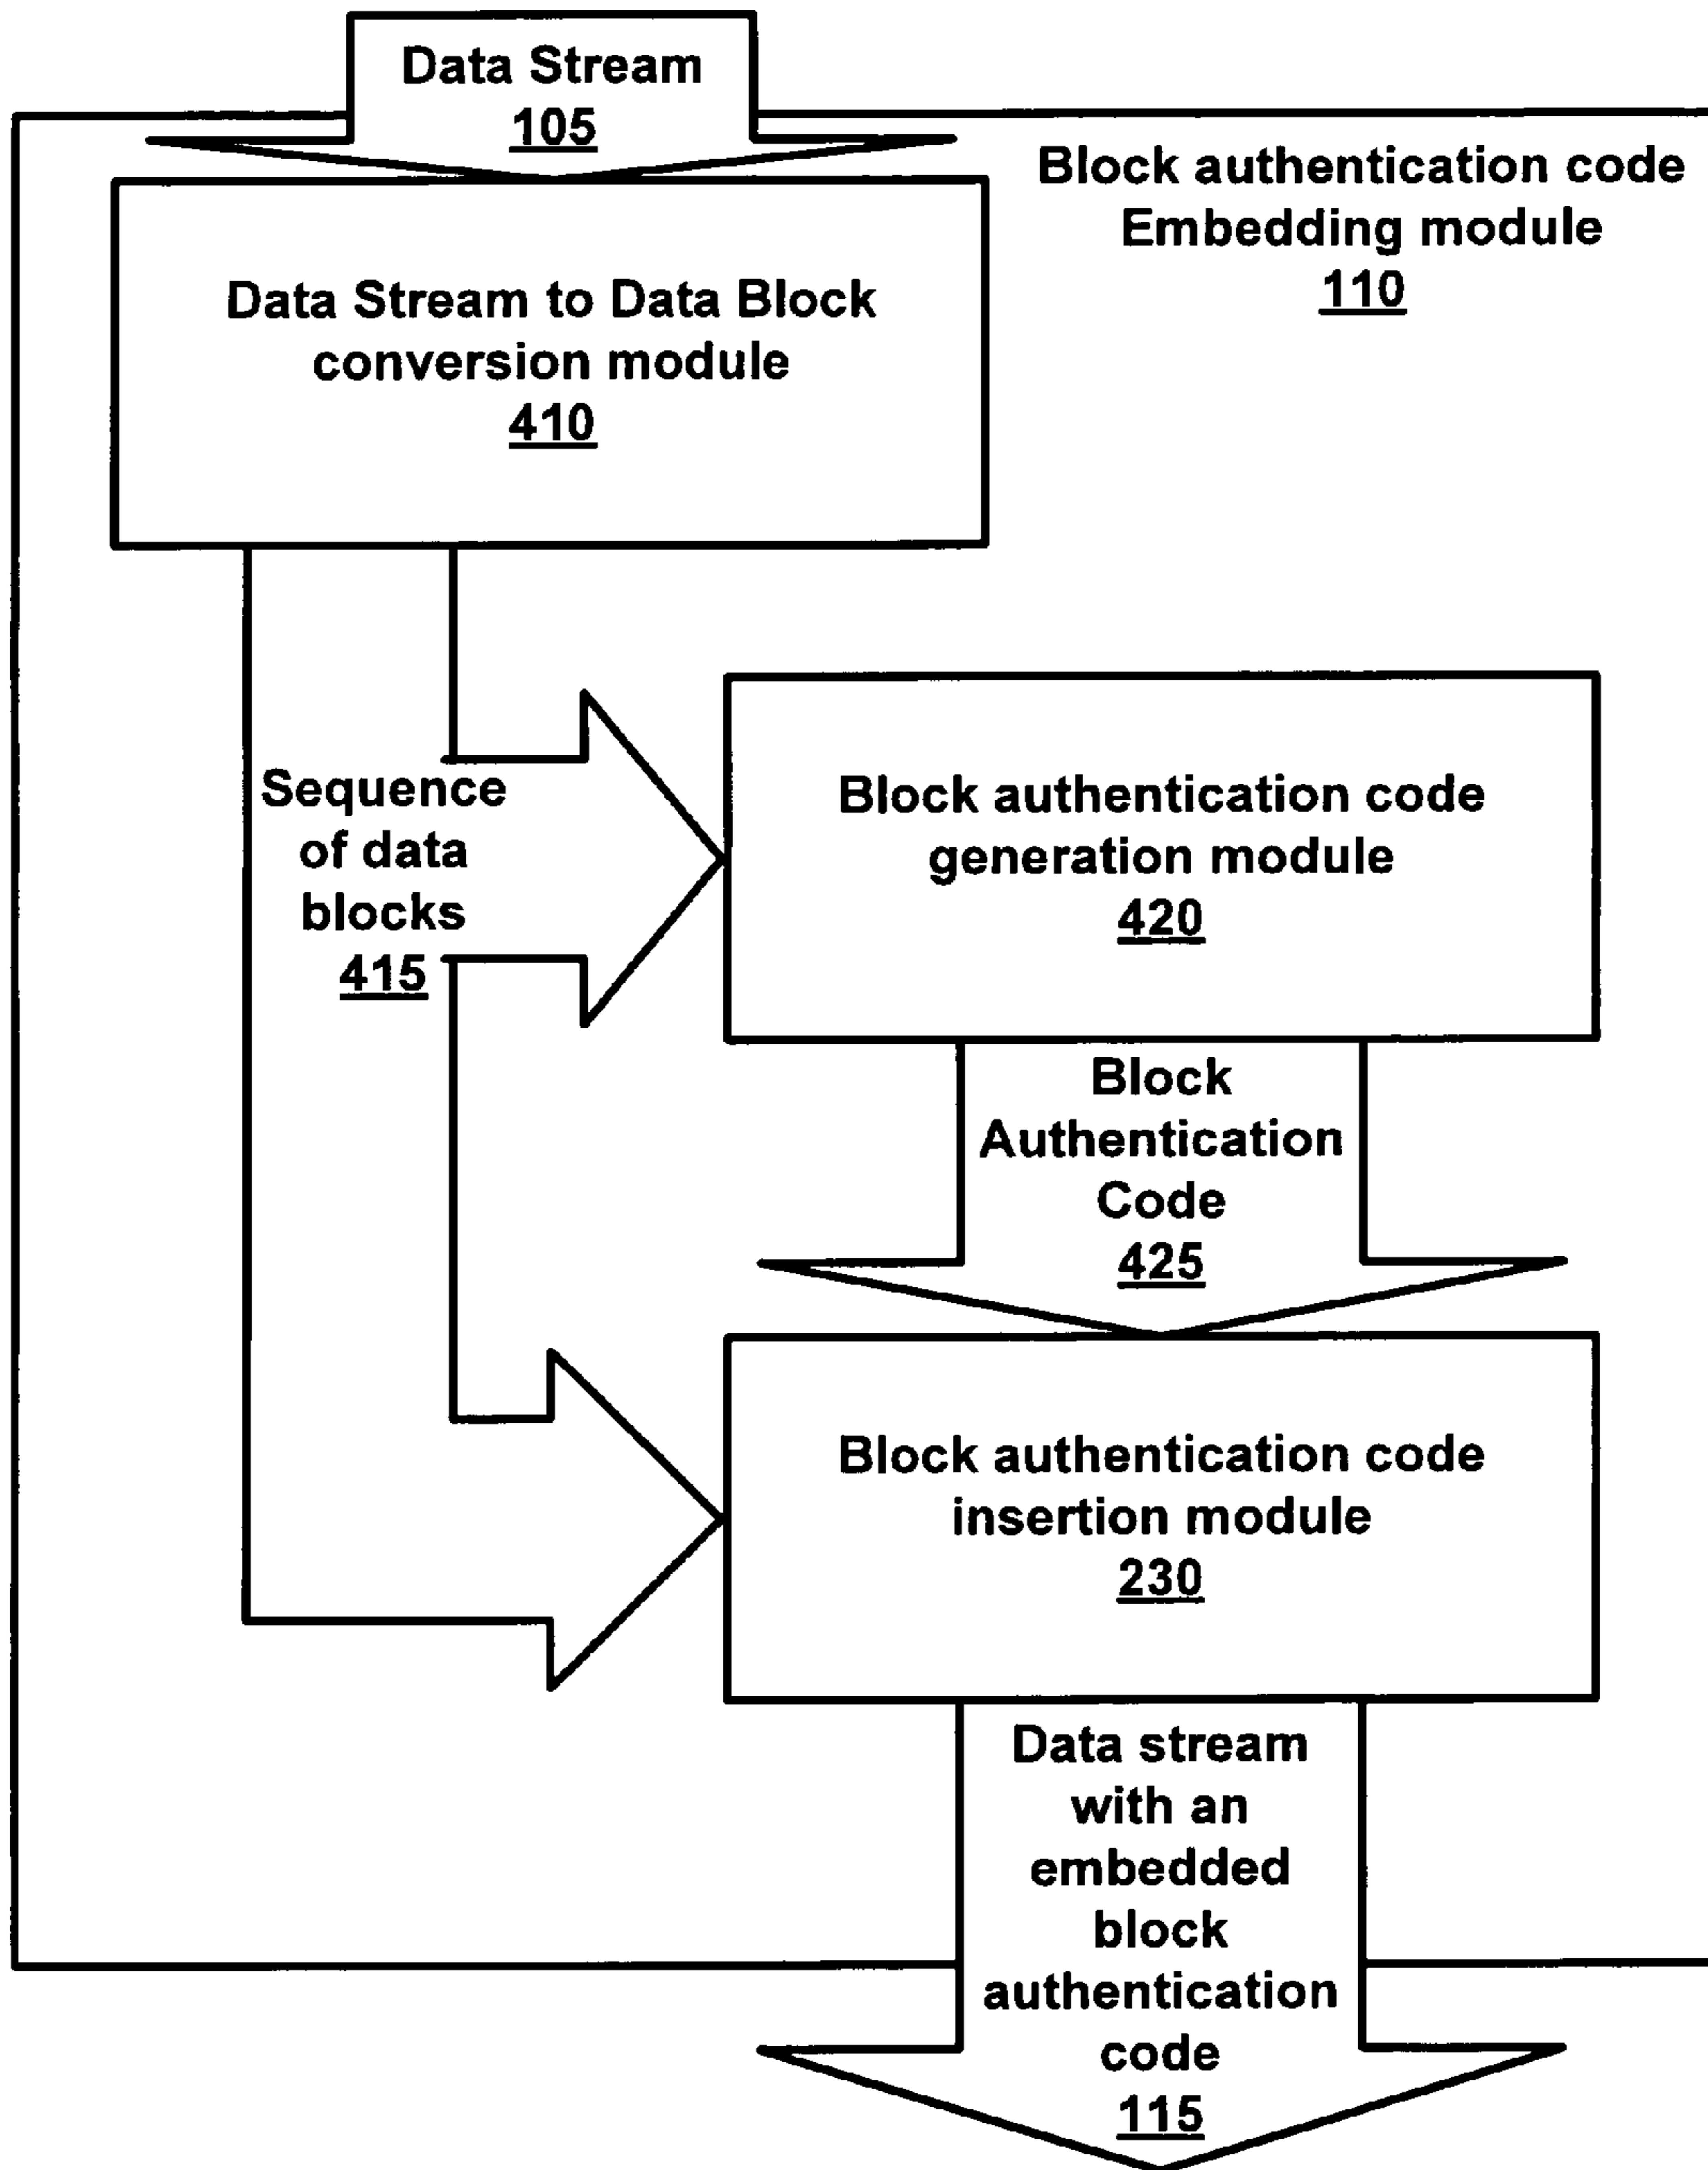 Data Stream
105
Block authentication code
Embedding module
110
Data Stream to Data Block
conversion module
410
Sequence
of data
blocks
415
Block authentication code
generation module
420
Block
Authentication
Code
425
Block authentication code
insertion module
230
Data stream
with an
embedded
block
authentication
code
115